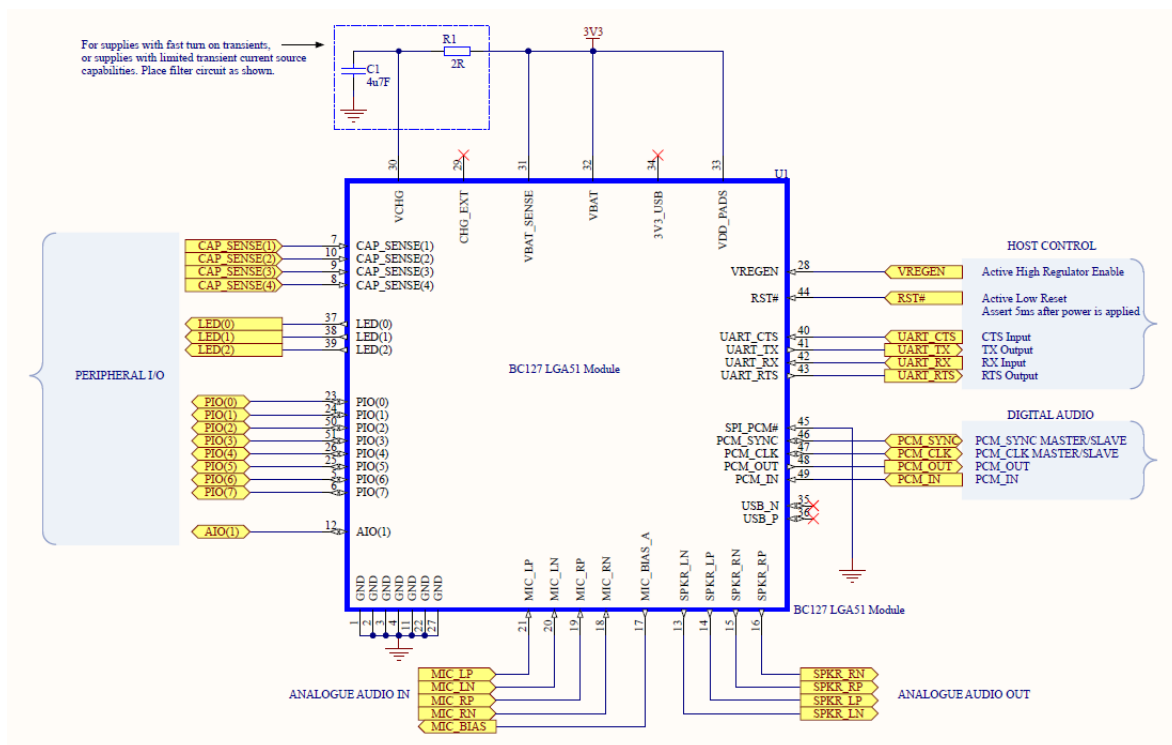 For supplies with fast turn on transients,
or supplies with limited transient current source
capabilities. Place filter circuit as shown.
C1
4u7F
R1
2R
3V3
30
29
31
32
34
33
U1
VCHG
CHG_EXT
VBAT_SENSE
VBAT
3V3_USB
VDD_PADS
PERIPHERAL I/O
CAP_SENSE(1) 7 CAP_SENSE(1)
CAP_SENSE(2) 10 CAP_SENSE(2)
CAP_SENSE(3) 9 CAP_SENSE(3)
CAP_SENSE(4) 8 CAP_SENSE(4)
LED(0) 37 LED(0)
LED(1) 38 LED(1)
LED(2) 39 LED(2)
PIO(0) 23 PIO(0)
PIO(1) 24 PIO(1)
PIO(2) 50 PIO(2)
PIO(3) 51 PIO(3)
PIO(4) 26 PIO(4)
PIO(5) 25 PIO(5)
PIO(6) 5 PIO(6)
PIO(7) 6 PIO(7)
AIO(1) 12 AIO(1)
BC127 LGA51 Module
HOST CONTROL
VREGEN 28 VREGEN Active High Regulator Enable
RST# 44 RST# Active Low Reset
Assert 5ms after power is applied
UART_CTS 40 UART_CTS CTS Input
UART_TX 41 UART_TX TX Output
UART_RX 42 UART_RX RX Input
UART_RTS 43 UART_RTS RTS Output
DIGITAL AUDIO
SPI_PCM# 45
PCM_SYNC 46 PCM_SYNC PCM_SYNC MASTER/SLAVE
PCM_CLK 47 PCM_CLK PCM_CLK MASTER/SLAVE
PCM_OUT 48 PCM_OUT PCM_OUT
PCM_IN 49 PCM_IN PCM_IN
USB_N 35
USB_P 36
GND
GND
GND
GND
GND
GND
GND
MIC_LP
MIC_LN
MIC_RP
MIC_RN
MIC_BIAS_A
SPKR_LN
SPKR_LP
SPKR_RN
SPKR_RP
BC127 LGA51 Module
1
2
3
4
11
22
27
21
20
19
18
17
13
14
15
16
ANALOGUE AUDIO IN
MIC_LP
MIC_LN
MIC_RP
MIC_RN
MIC_BIAS
SPKR_RN
SPKR_RP
SPKR_LP
SPKR_LN
ANALOGUE AUDIO OUT